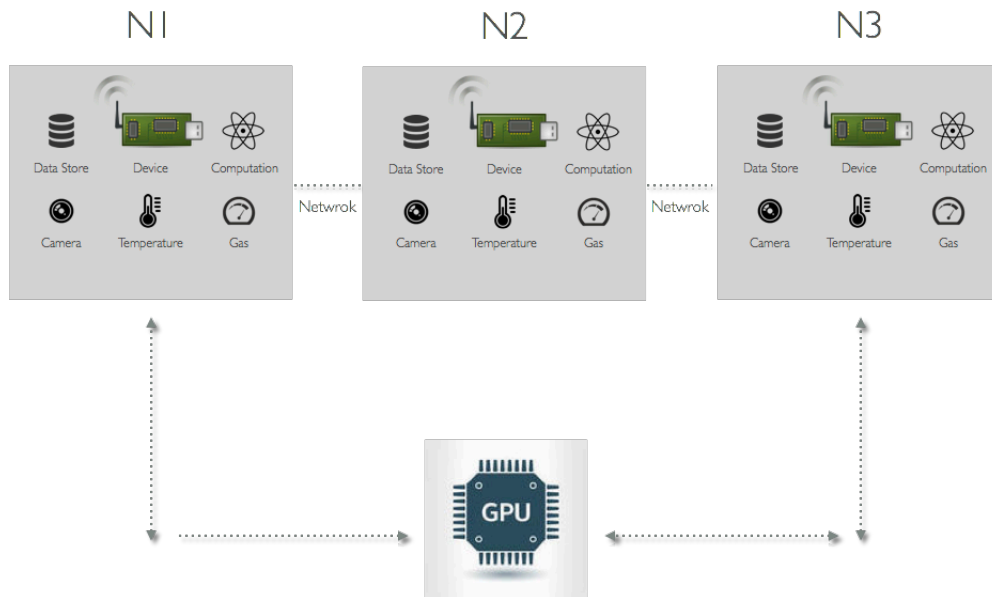 N1 N2 N3
Data Store Device Computation Data Store Device Computation Data Store Device Computation
Netwrok Netwrok
Camera Temperature Gas Camera Temperature Gas Camera Temperature Gas
GPU